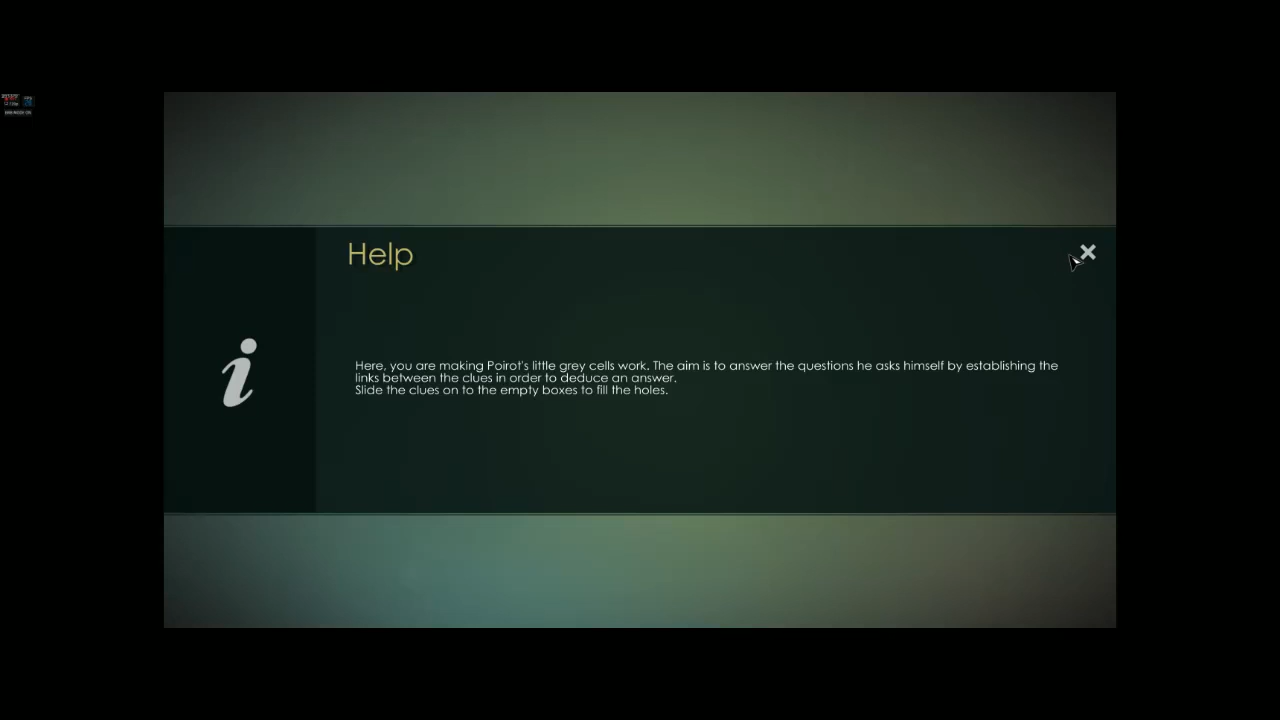 Help
Here, you are making Poirot's little grey cells work. The aim is to answer the questions he asks himself by establishing the
links between the clues in order to deduce an answer.
Slide the clues on to the empty boxes to fill the holes.